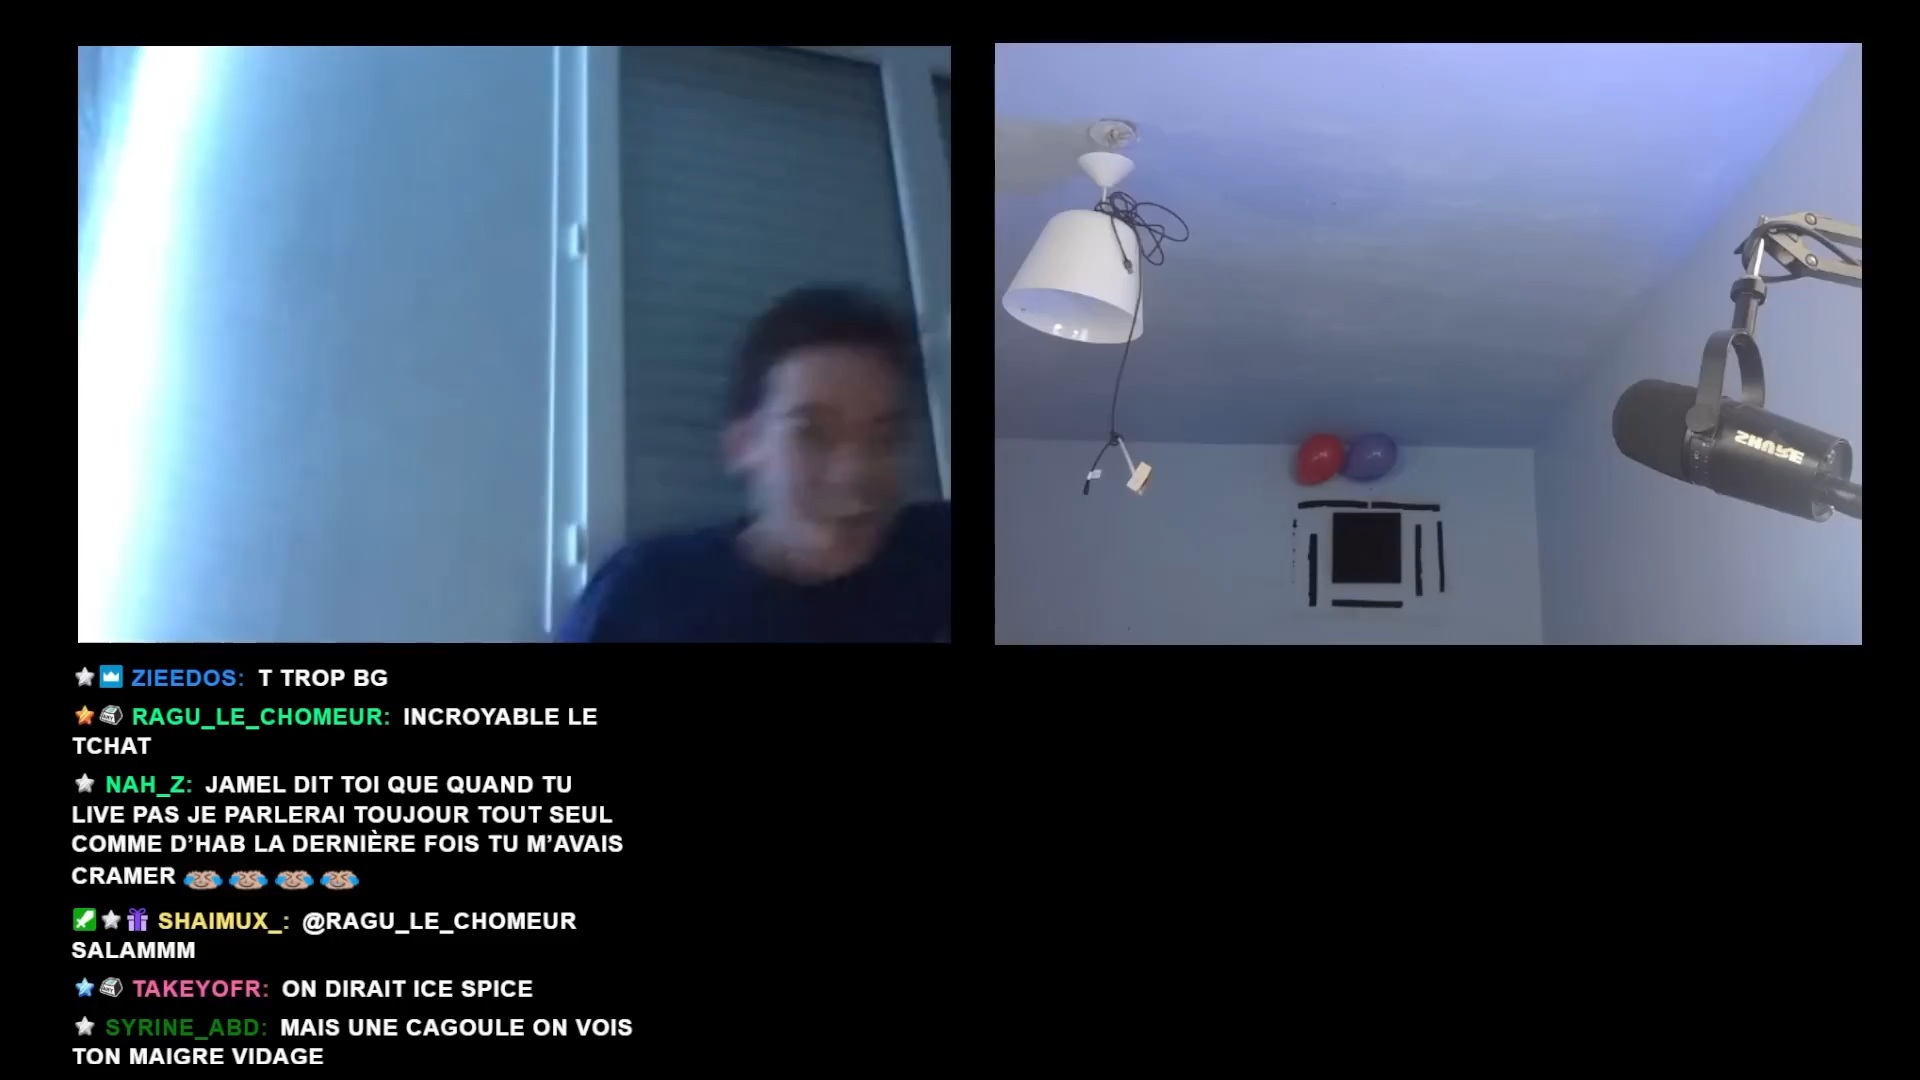 SHURE
ZIEEDOS: T TROP BG
RAGU_LE_CHOMEUR: INCROYABLE LE
TCHAT
NAH_Z: JAMEL DIT TOI QUE QUAND TU
LIVE PAS JE PARLERAI TOUJOUR TOUT SEUL
COMME D’HAB LA DERNIÈRE FOIS TU M’AVAIS
CRAMER
SHAIMUX_: @RAGU_LE_CHOMEUR
SALAMMM
TAKEYOFR: ON DIRAIT ICE SPICE
SYRINE_ABD: MAIS UNE CAGOULE ON VOIS
TON MAIGRE VIDAGE